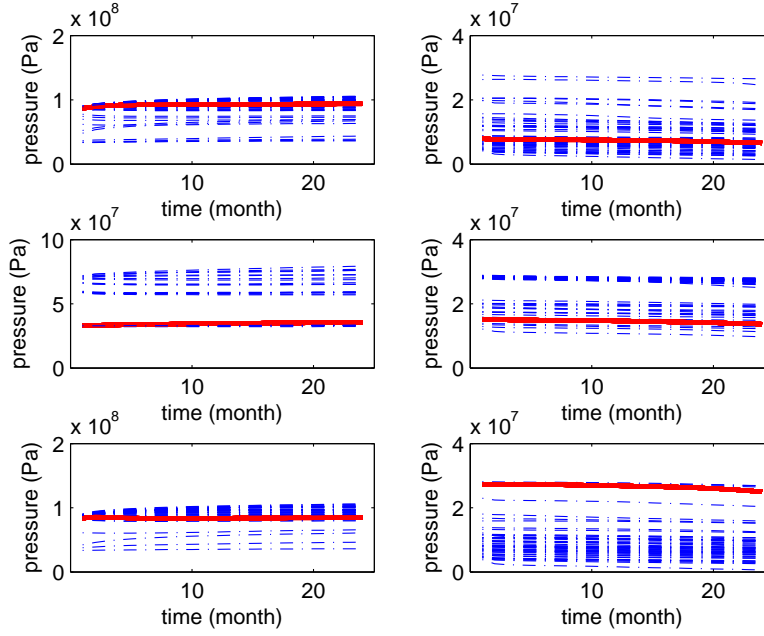 x 10^8
2
1
0
pressure (Pa)
10 20
time (month)
x 10^7
4
2
0
pressure (Pa)
10 20
time (month)
x 10^7
10
5
0
pressure (Pa)
10 20
time (month)
x 10^7
4
2
0
pressure (Pa)
10 20
time (month)
x 10^8
2
1
0
pressure (Pa)
10 20
time (month)
x 10^7
4
2
0
pressure (Pa)
10 20
time (month)